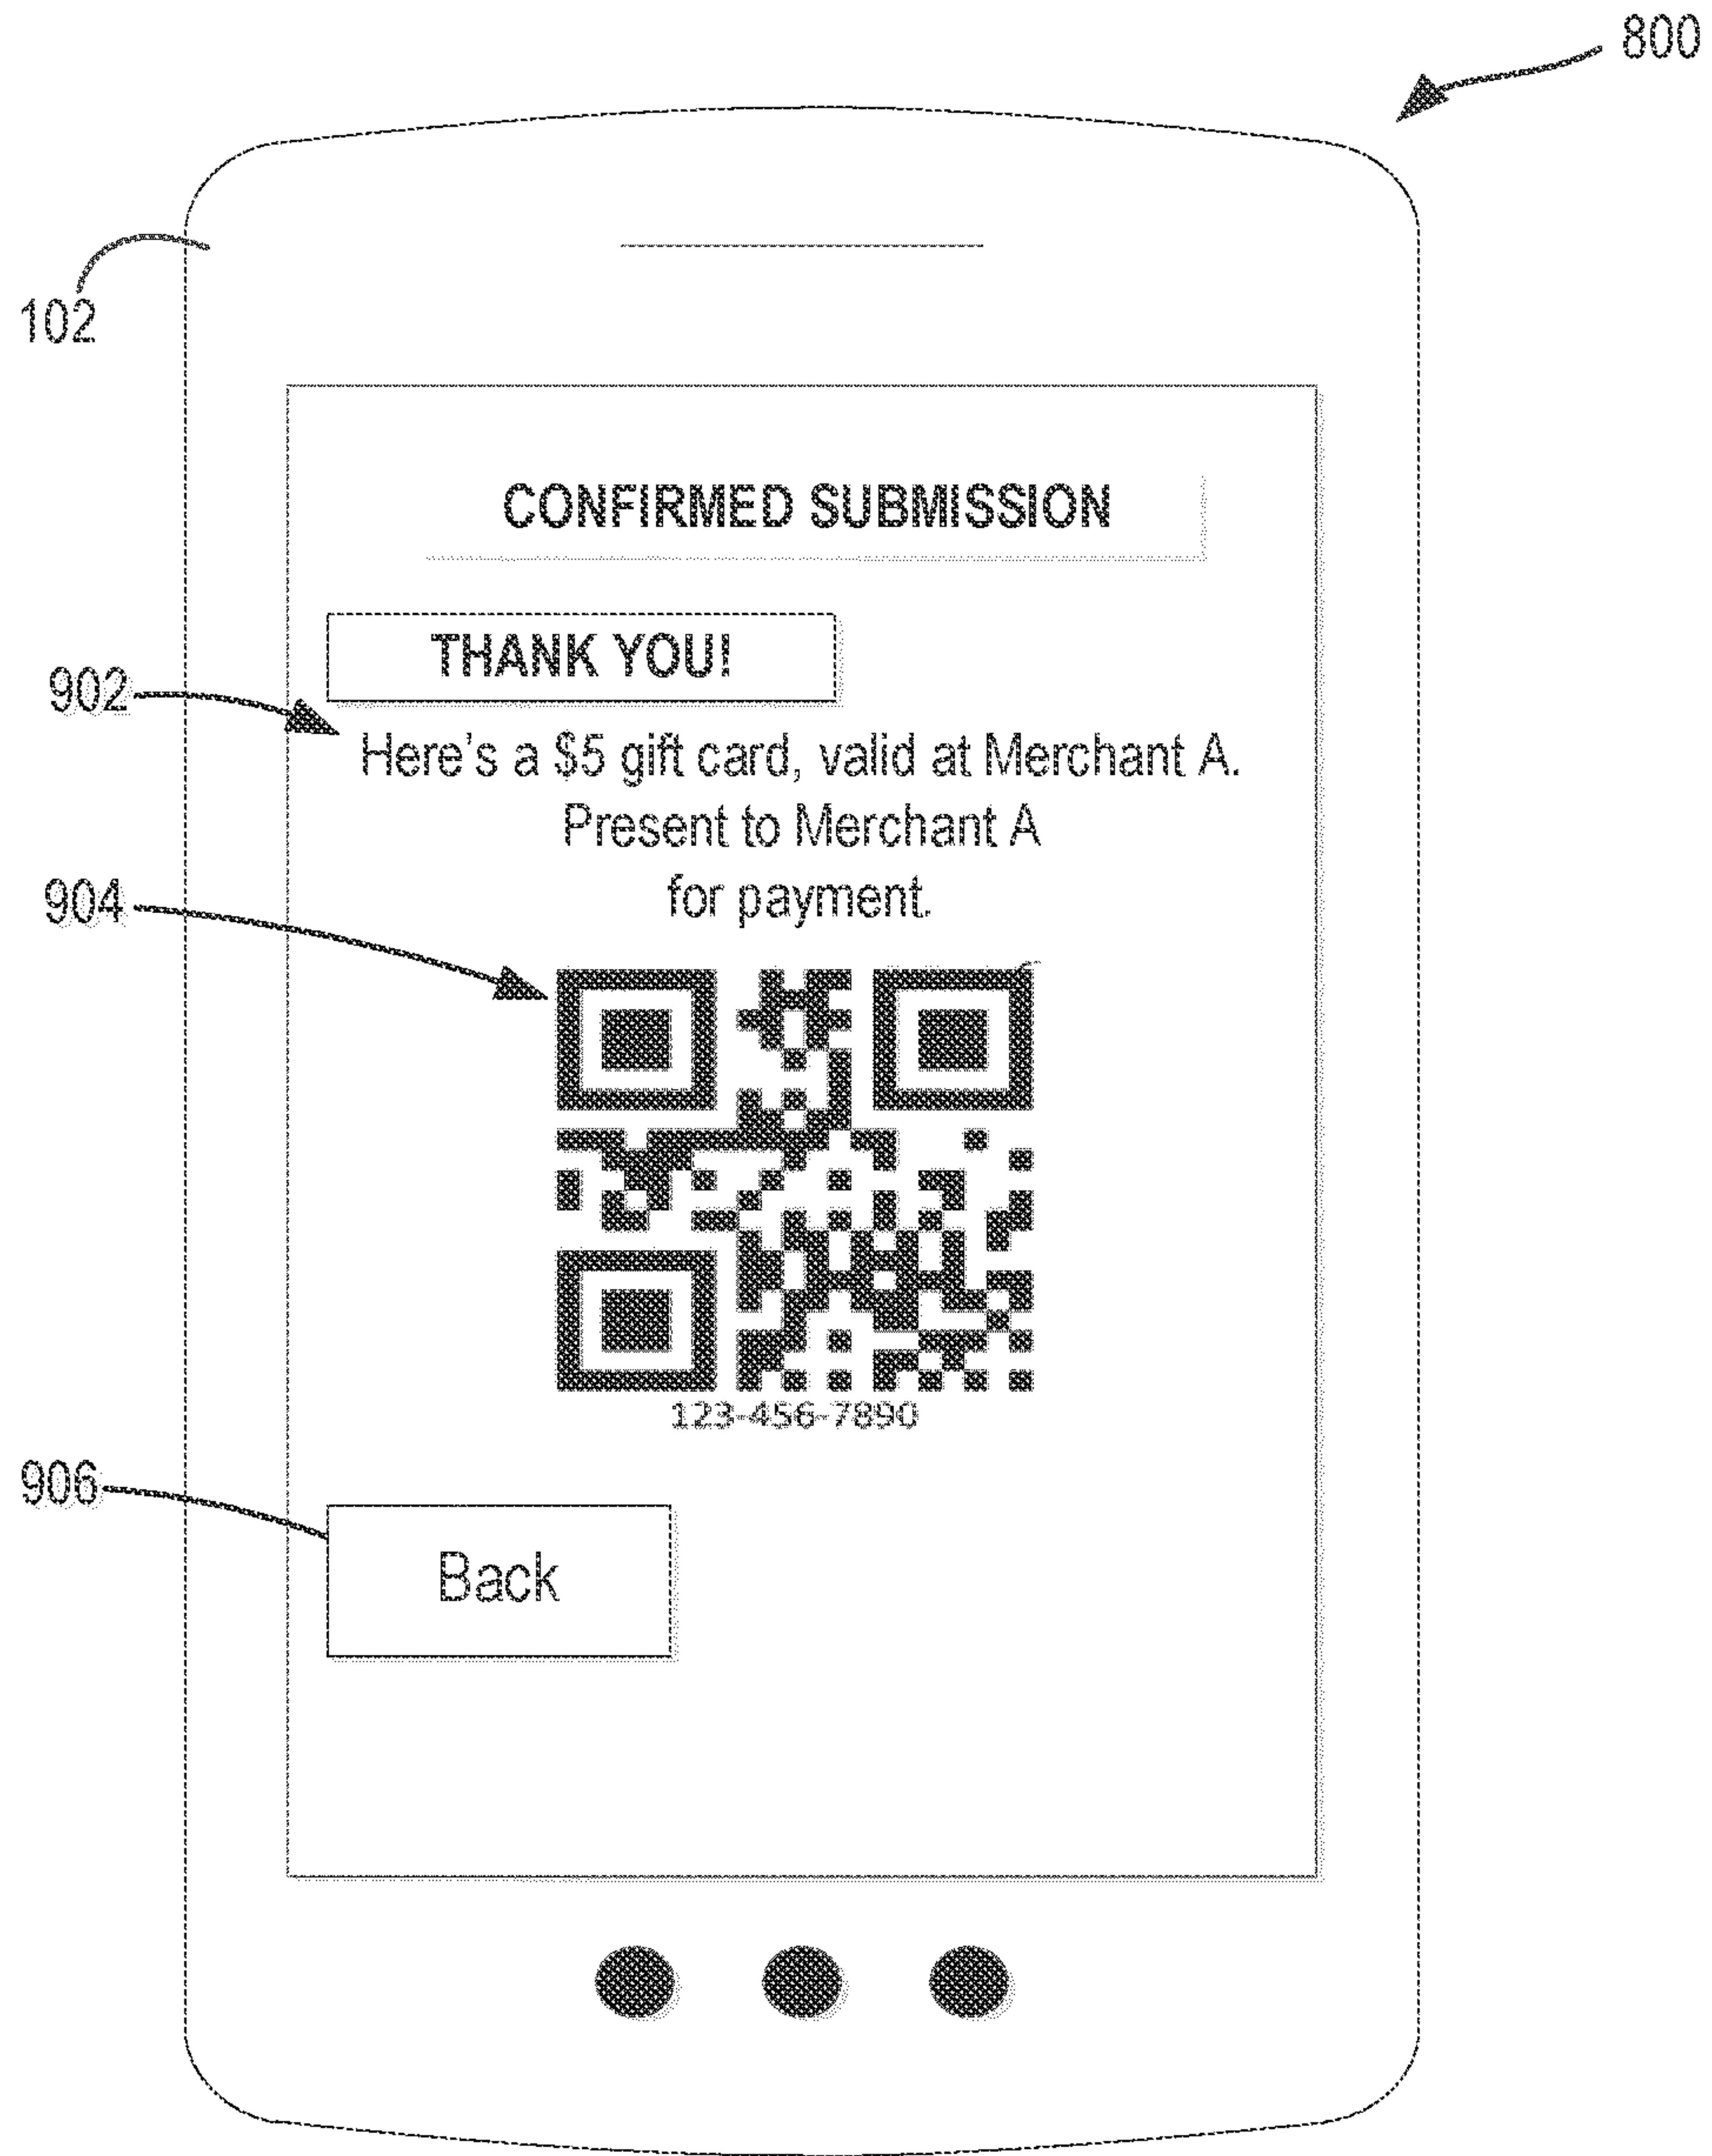 800
102
CONFIRMED SUBMISSION
THANK YOU!
902
Here's a $5 gift card, valid at Merchant A.
Present to Merchant A
904
for payment.
123-456-7890
906
Back